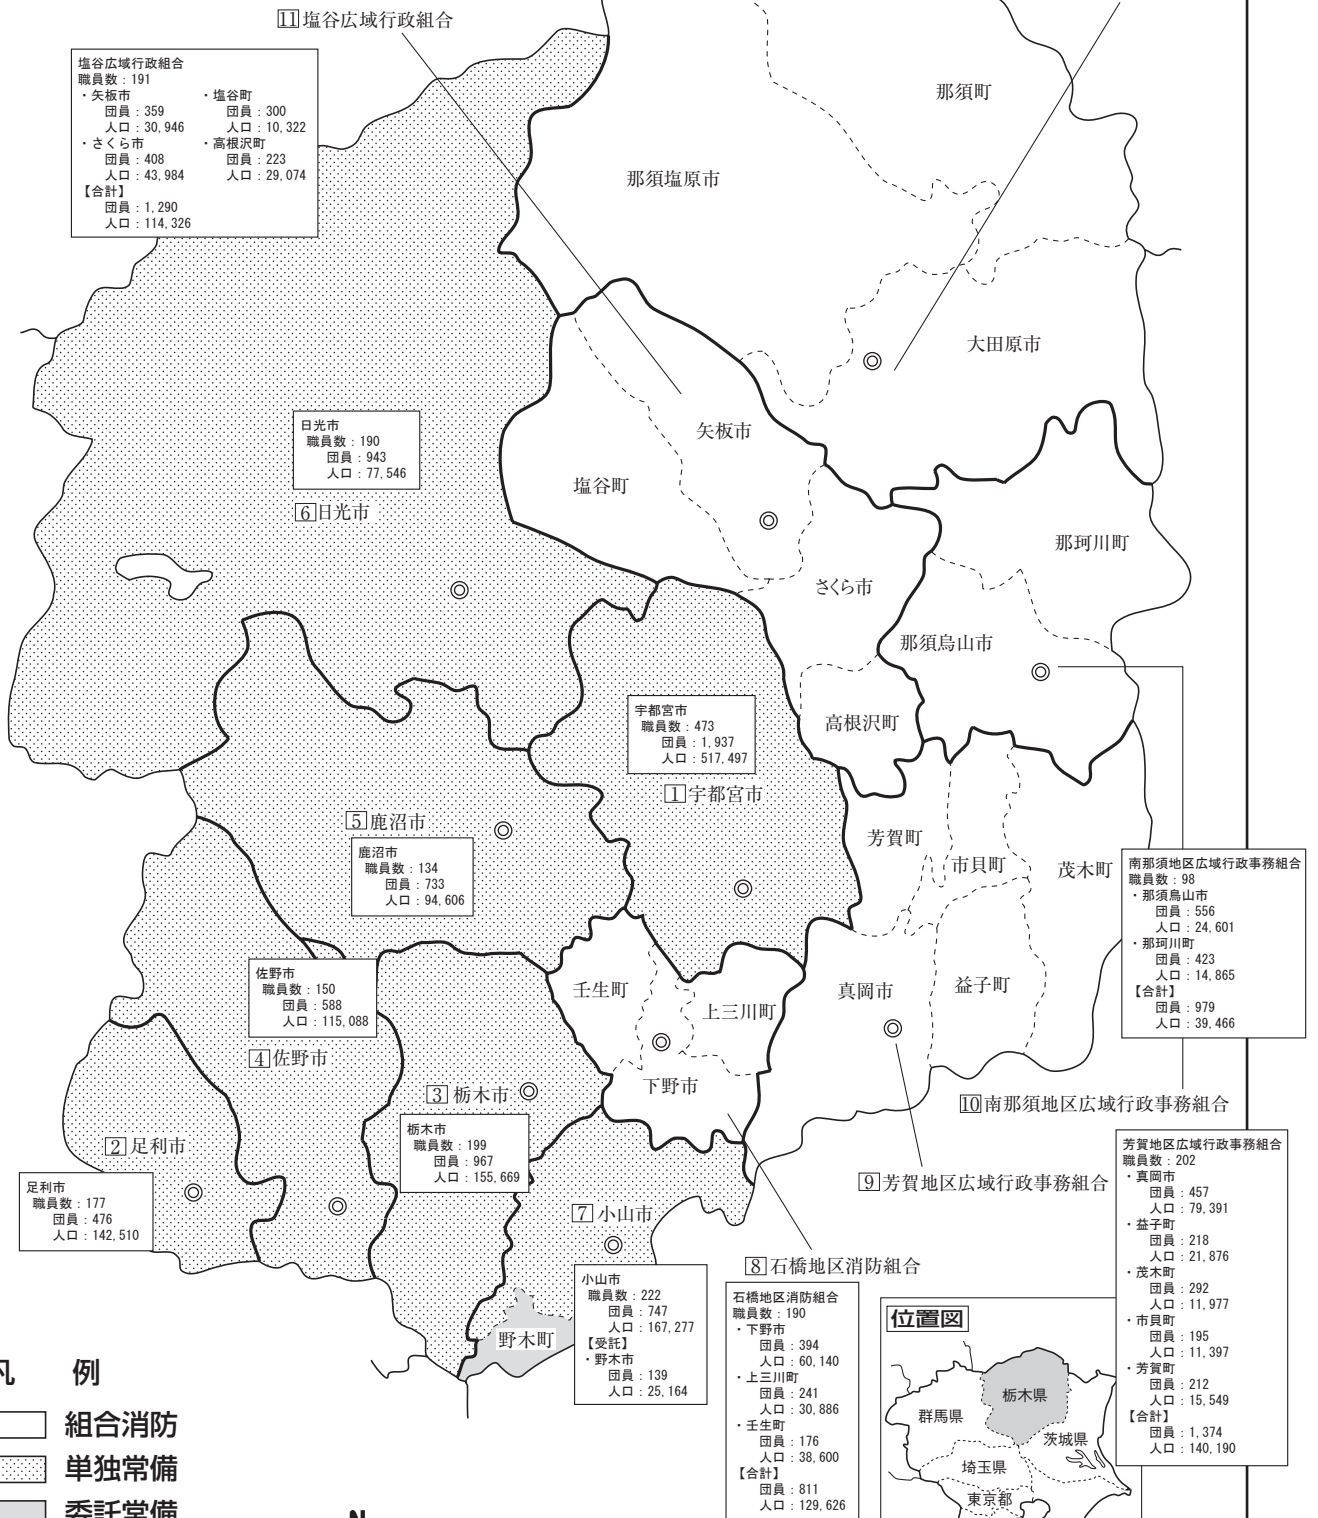 11 塩谷広域行政組合
塩谷広域行政組合
職員数：191
・矢板市
団員：359
人口：30,946
・塩谷町
団員：300
人口：10,322
・さくら市
団員：408
人口：43,984
・高根沢町
団員：223
人口：29,074
【合計】
団員：1,290
人口：114,326
那須町
那須塩原市
大田原市
矢板市
塩谷町
日光市
職員数：190
団員：943
人口：77,546
6 日光市
那珂川町
さくら市
那須烏山市
高根沢町
宇都宮市
職員数：473
団員：1,937
人口：517,497
1 宇都宮市
5 鹿沼市
鹿沼市
職員数：134
団員：733
人口：94,606
芳賀町
市貝町
茂木町
南那須地区広域行政事務組合
職員数：98
・那須烏山市
団員：556
人口：24,601
・那珂川町
団員：423
人口：14,865
【合計】
団員：979
人口：39,466
佐野市
職員数：150
団員：588
人口：115,088
4 佐野市
壬生町
上三川町
真岡市
益子町
下野市
3 栃木市
栃木市
職員数：199
団員：967
人口：155,669
10 南那須地区広域行政事務組合
2 足利市
足利市
職員数：177
団員：476
人口：142,510
9 芳賀地区広域行政事務組合
芳賀地区広域行政事務組合
職員数：202
・真岡市
団員：457
人口：79,391
・益子町
団員：218
人口：21,876
・茂木町
団員：292
人口：11,977
・市貝町
団員：195
人口：11,397
・芳賀町
団員：212
人口：15,549
【合計】
団員：1,374
人口：140,190
7 小山市
小山市
職員数：222
団員：747
人口：167,277
【受託】
・野木市
団員：139
人口：25,164
野木町
8 石橋地区消防組合
石橋地区消防組合
職員数：190
・下野市
団員：394
人口：60,140
・上三川町
団員：241
人口：30,886
・壬生町
団員：176
人口：38,600
【合計】
団員：811
人口：129,626
位置図
栃木県
群馬県
茨城県
埼玉県
東京都
凡 例
組合消防
単独常備
委託常備
N